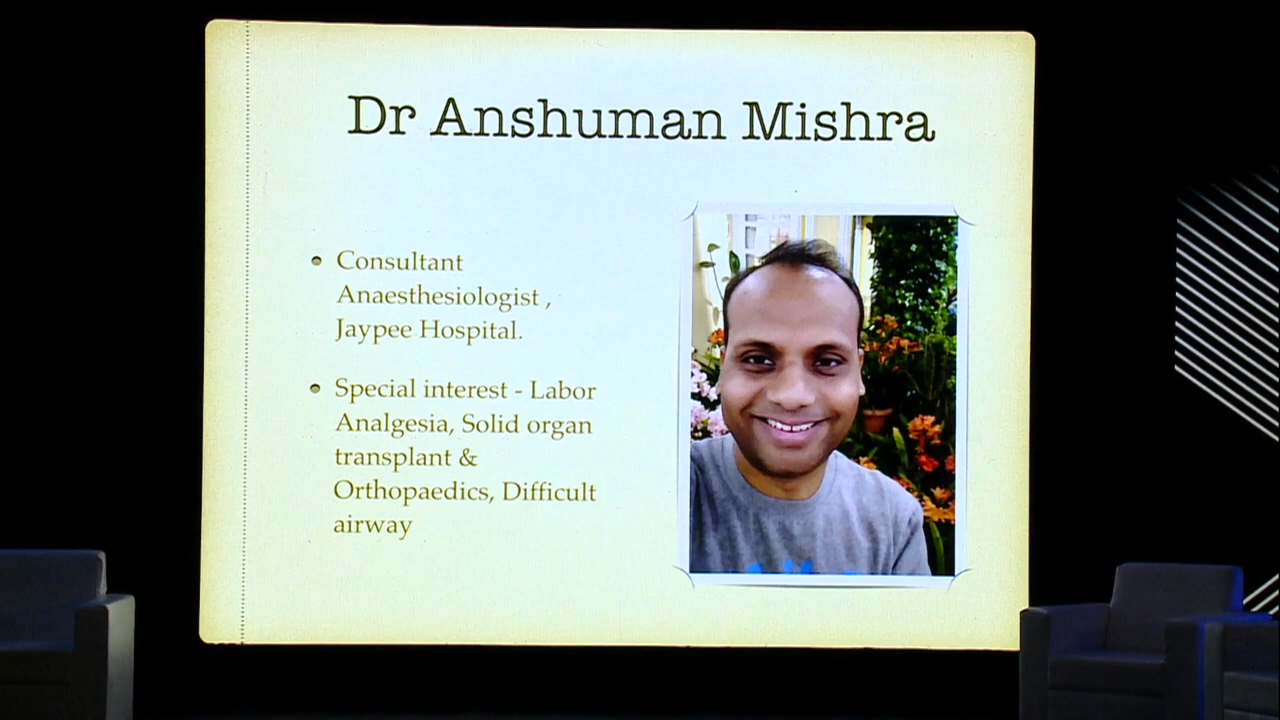 Dr Anshuman Mishra
Consultant
Anaesthesiologist ,
Jaypee Hospital.
Special interest - Labor
Analgesia, Solid organ
transplant &
Orthopaedics, Difficult
airway